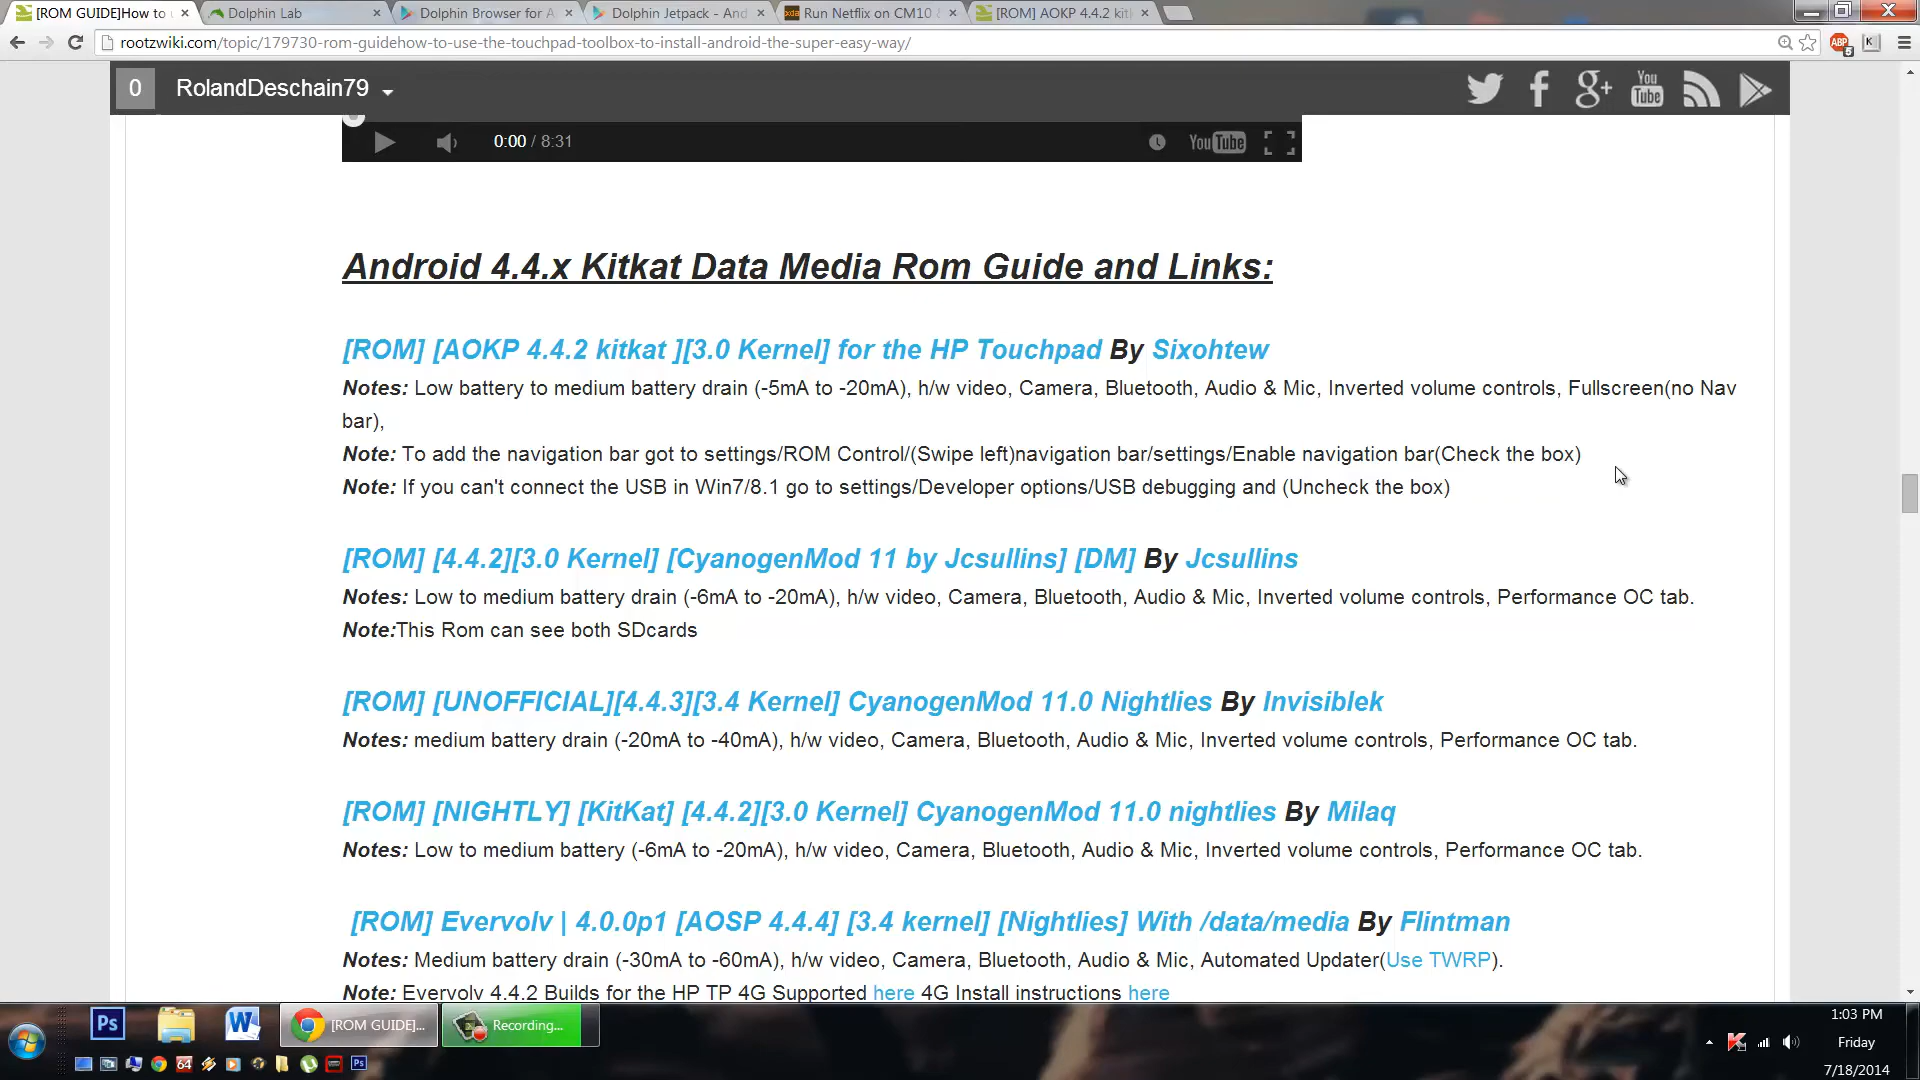 [ROM GUIDE]How to u
Dolphin Lab
Dolphin Browser for A
Dolphin Jetpack - And
Run Netflix on CM10
[ROM] AOKP 4.4.2 kitk
rootzwiki.com/topic/179730-rom-guidehow-to-use-the-touchpad-toolbox-to-install-android-the-super-easy-way/
ABP
0 RolandDeschain79
You Tube
0:00 / 8:31
YouTube
Android 4.4.x Kitkat Data Media Rom Guide and Links:
[ROM] [AOKP 4.4.2 kitkat ][3.0 Kernel] for the HP Touchpad By Sixohtew
Notes: Low battery to medium battery drain (-5mA to -20mA), h/w video, Camera, Bluetooth, Audio & Mic, Inverted volume controls, Fullscreen(no Nav
bar),
Note: To add the navigation bar got to settings/ROM Control/(Swipe left)navigation bar/settings/Enable navigation bar(Check the box)
Note: If you can't connect the USB in Win7/8.1 go to settings/Developer options/USB debugging and (Uncheck the box)
[ROM] [4.4.2][3.0 Kernel] [CyanogenMod 11 by Jcsullins] [DM] By Jcsullins
Notes: Low to medium battery drain (-6mA to -20mA), h/w video, Camera, Bluetooth, Audio & Mic, Inverted volume controls, Performance OC tab.
Note:This Rom can see both SDcards
[ROM] [UNOFFICIAL][4.4.3][3.4 Kernel] CyanogenMod 11.0 Nightlies By Invisiblek
Notes: medium battery drain (-20mA to -40mA), h/w video, Camera, Bluetooth, Audio & Mic, Inverted volume controls, Performance OC tab.
[ROM] [NIGHTLY] [KitKat] [4.4.2][3.0 Kernel] CyanogenMod 11.0 nightlies By Milaq
Notes: Low to medium battery (-6mA to -20mA), h/w video, Camera, Bluetooth, Audio & Mic, Inverted volume controls, Performance OC tab.
[ROM] Evervolv | 4.0.0p1 [AOSP 4.4.4] [3.4 kernel] [Nightlies] With /data/media By Flintman
Notes: Medium battery drain (-30mA to -60mA), h/w video, Camera, Bluetooth, Audio & Mic, Automated Updater(Use TWRP).
Note: Evervolv 4.4.2 Builds for the HP TP 4G Supported here 4G Install instructions here
Ps
W
[ROM GUIDE]...
Recording...
64
Ps
1:03 PM
Friday
7/18/2014